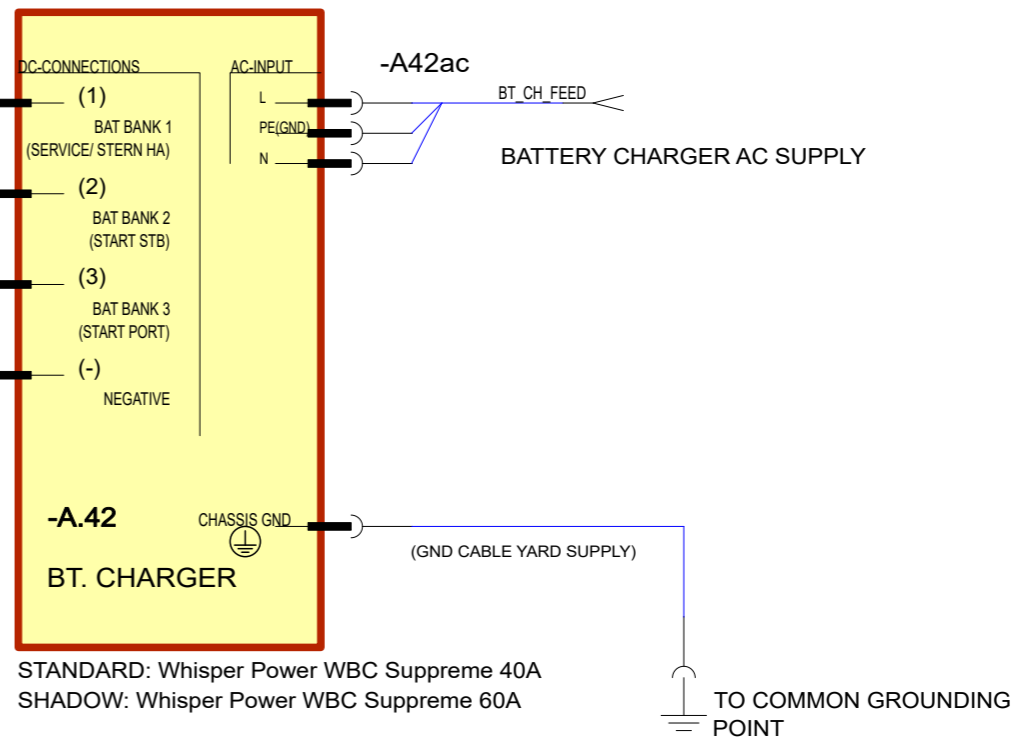 DC-CONNECTIONS
(1)
BAT BANK 1
(SERVICE/ STERN HA)
(2)
BAT BANK 2
(START STB)
(3)
BAT BANK 3
(START PORT)
(-)
NEGATIVE
AC-INPUT
L
PE(GND)
N
-A42ac
BT_CH_FEED
BATTERY CHARGER AC SUPPLY
-A.42
BT. CHARGER
CHASSIS GND
(GND CABLE YARD SUPPLY)
STANDARD: Whisper Power WBC Suppreme 40A
SHADOW: Whisper Power WBC Suppreme 60A
TO COMMON GROUNDING
POINT